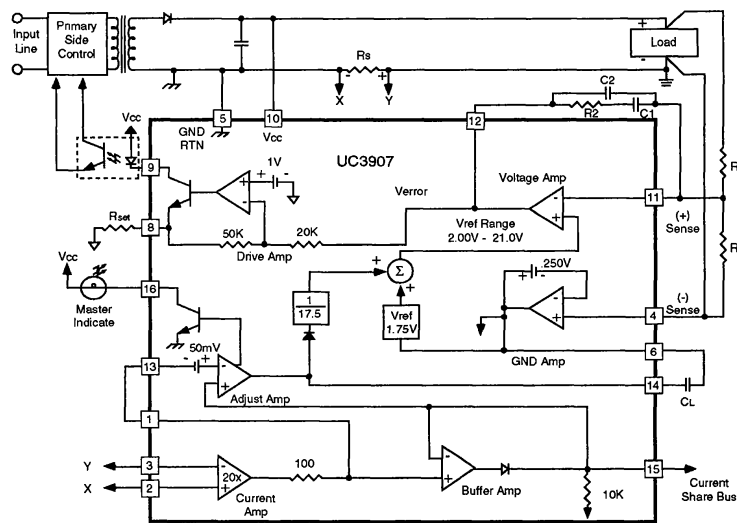 Input
Line
Primary
Side
Control
Rs
- +
X
Y
+
Load
-
C2
R2
C1
5
GND
RTN
10
Vcc
12
Vcc
UC3907
9
1V
+ -
+
-
Verror
Voltage Amp
-
+
11
(+)
Sense
R
R
Rset
8
50K
20K
Drive Amp
Vref Range
2.00V - 21.0V
Vcc
16
Master
Indicate
+
Σ
+
1
17.5
Vref
1.75V
.250V
+ -
-
+
4
(-)
Sense
GND Amp
6
50mV
13
- +
-
+
Adjust Amp
14
CL
1
Y
3
-
20x
100
-
+
Buffer Amp
15
Current
Share Bus
X
2
+
Current
Amp
10K